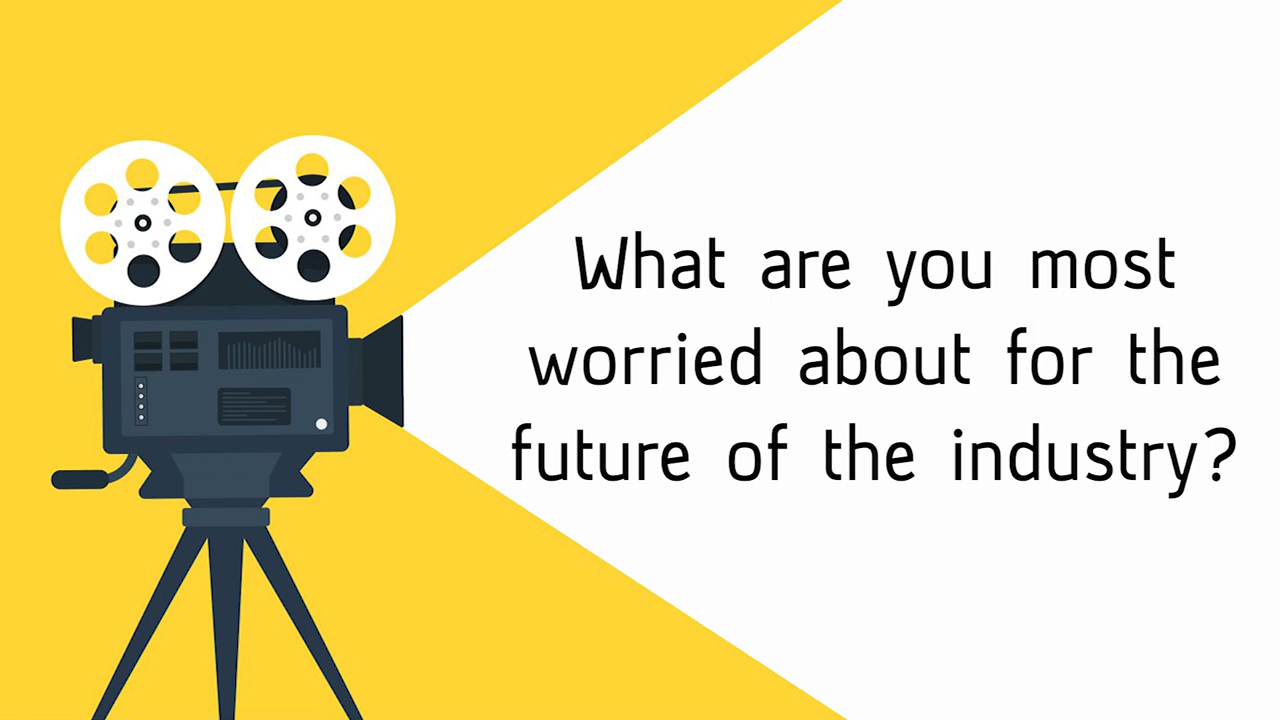 What are you most
worried about for the
future of the industry?